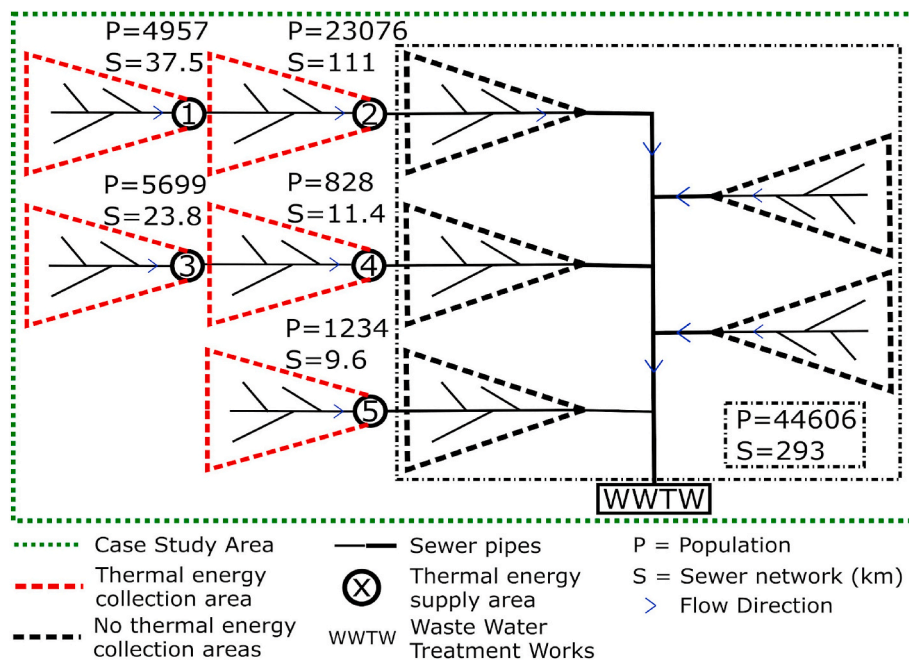 P=4957
S=37.5
P=23076
S=111
1
2
P=5699
S=23.8
P=828
S=11.4
3
4
P=1234
S=9.6
5
P=44606
S=293
WWTW
Case Study Area
Thermal energy
collection area
No thermal energy
collection areas
Sewer pipes
X
Thermal energy
supply area
WWTW
Waste Water
Treatment Works
P = Population
S = Sewer network (km)
Flow Direction